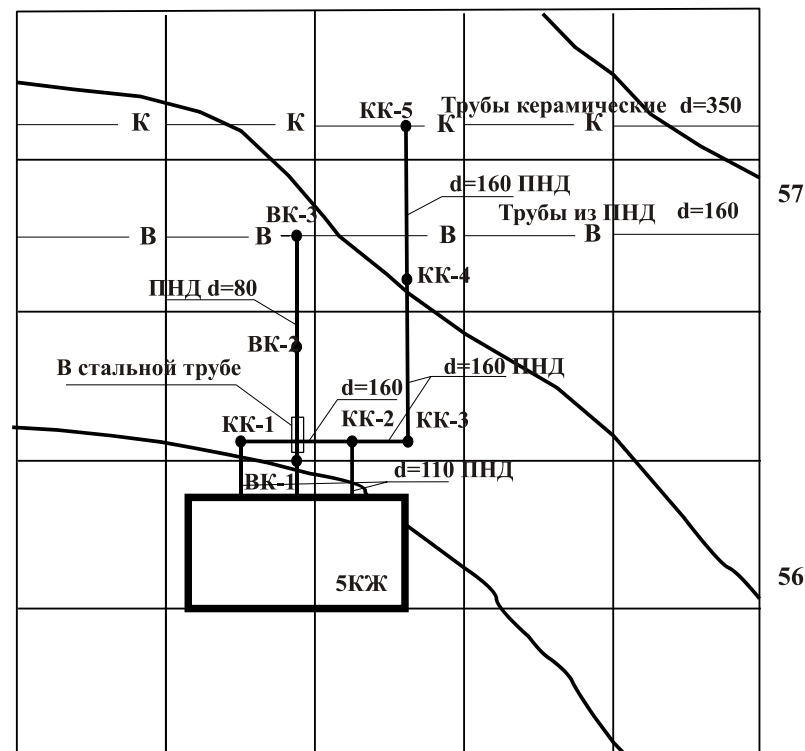 КК-5
Трубы керамические d=350
К
К
К
К
d=160 ПНД
57
ВК-3
Трубы из ПНД d=160
В
В
В
В
КК-4
ПНД d=80
ВК-2
В стальной трубе
d=160 ПНД
d=160
КК-1
КК-2
КК-3
d=110 ПНД
ВК-1
56
5КЖ